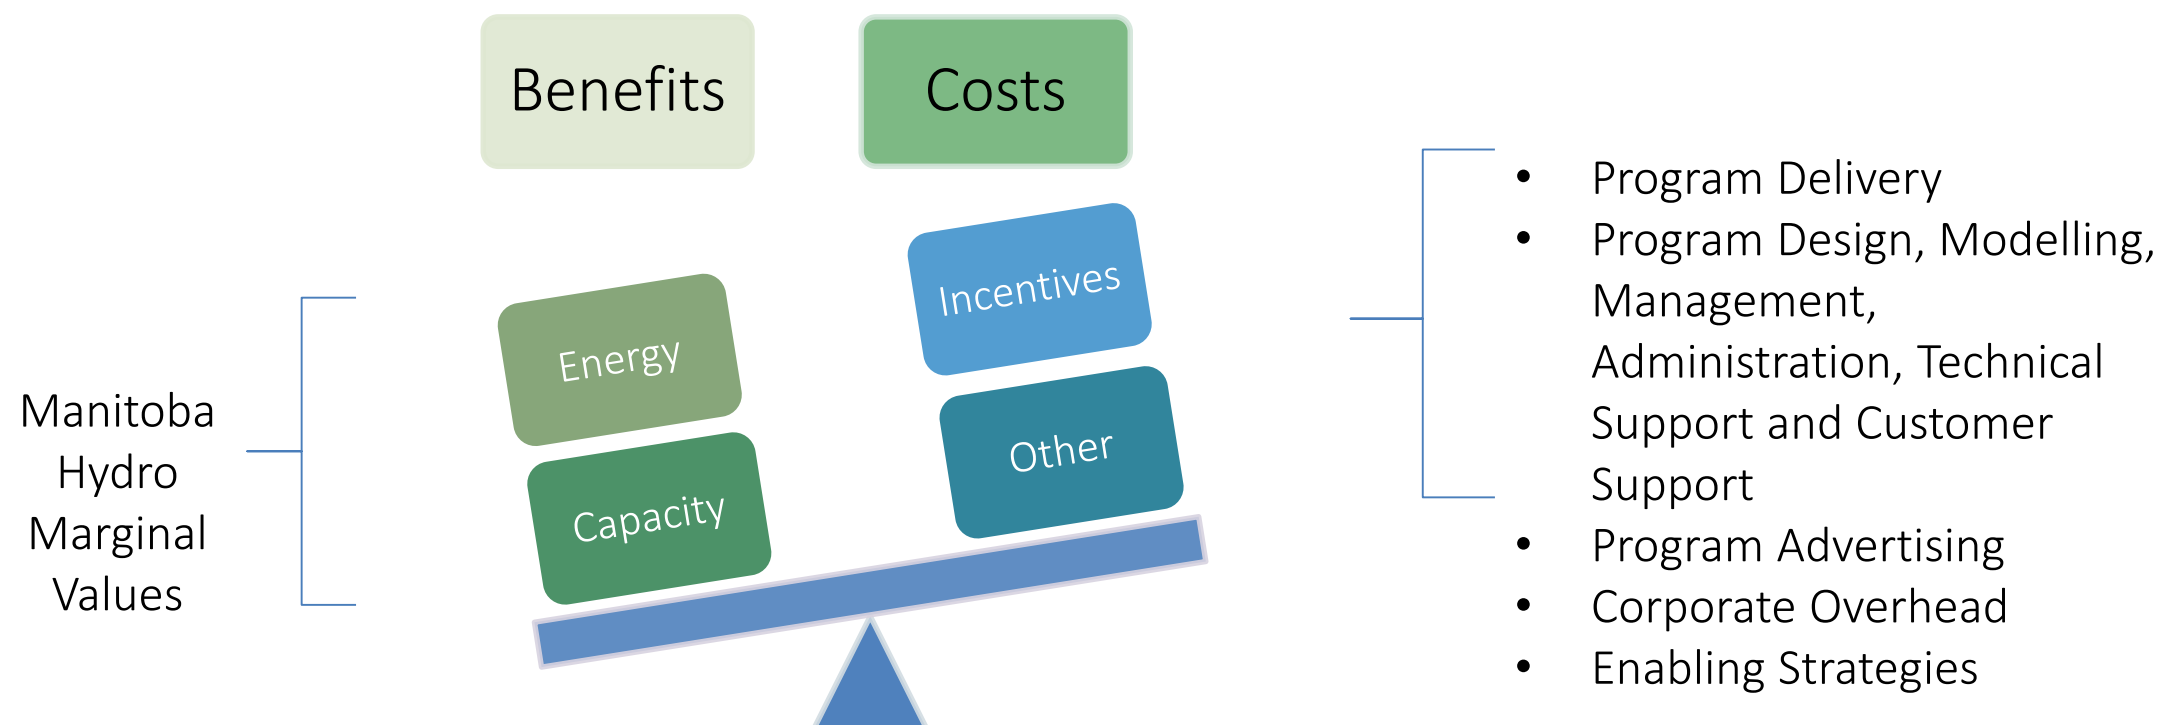 Benefits
Costs
Manitoba
Hydro
Marginal
Values
Energy
Capacity
Incentives
Other
• Program Delivery
• Program Design, Modelling,
Management,
Administration, Technical
Support and Customer
Support
• Program Advertising
• Corporate Overhead
• Enabling Strategies